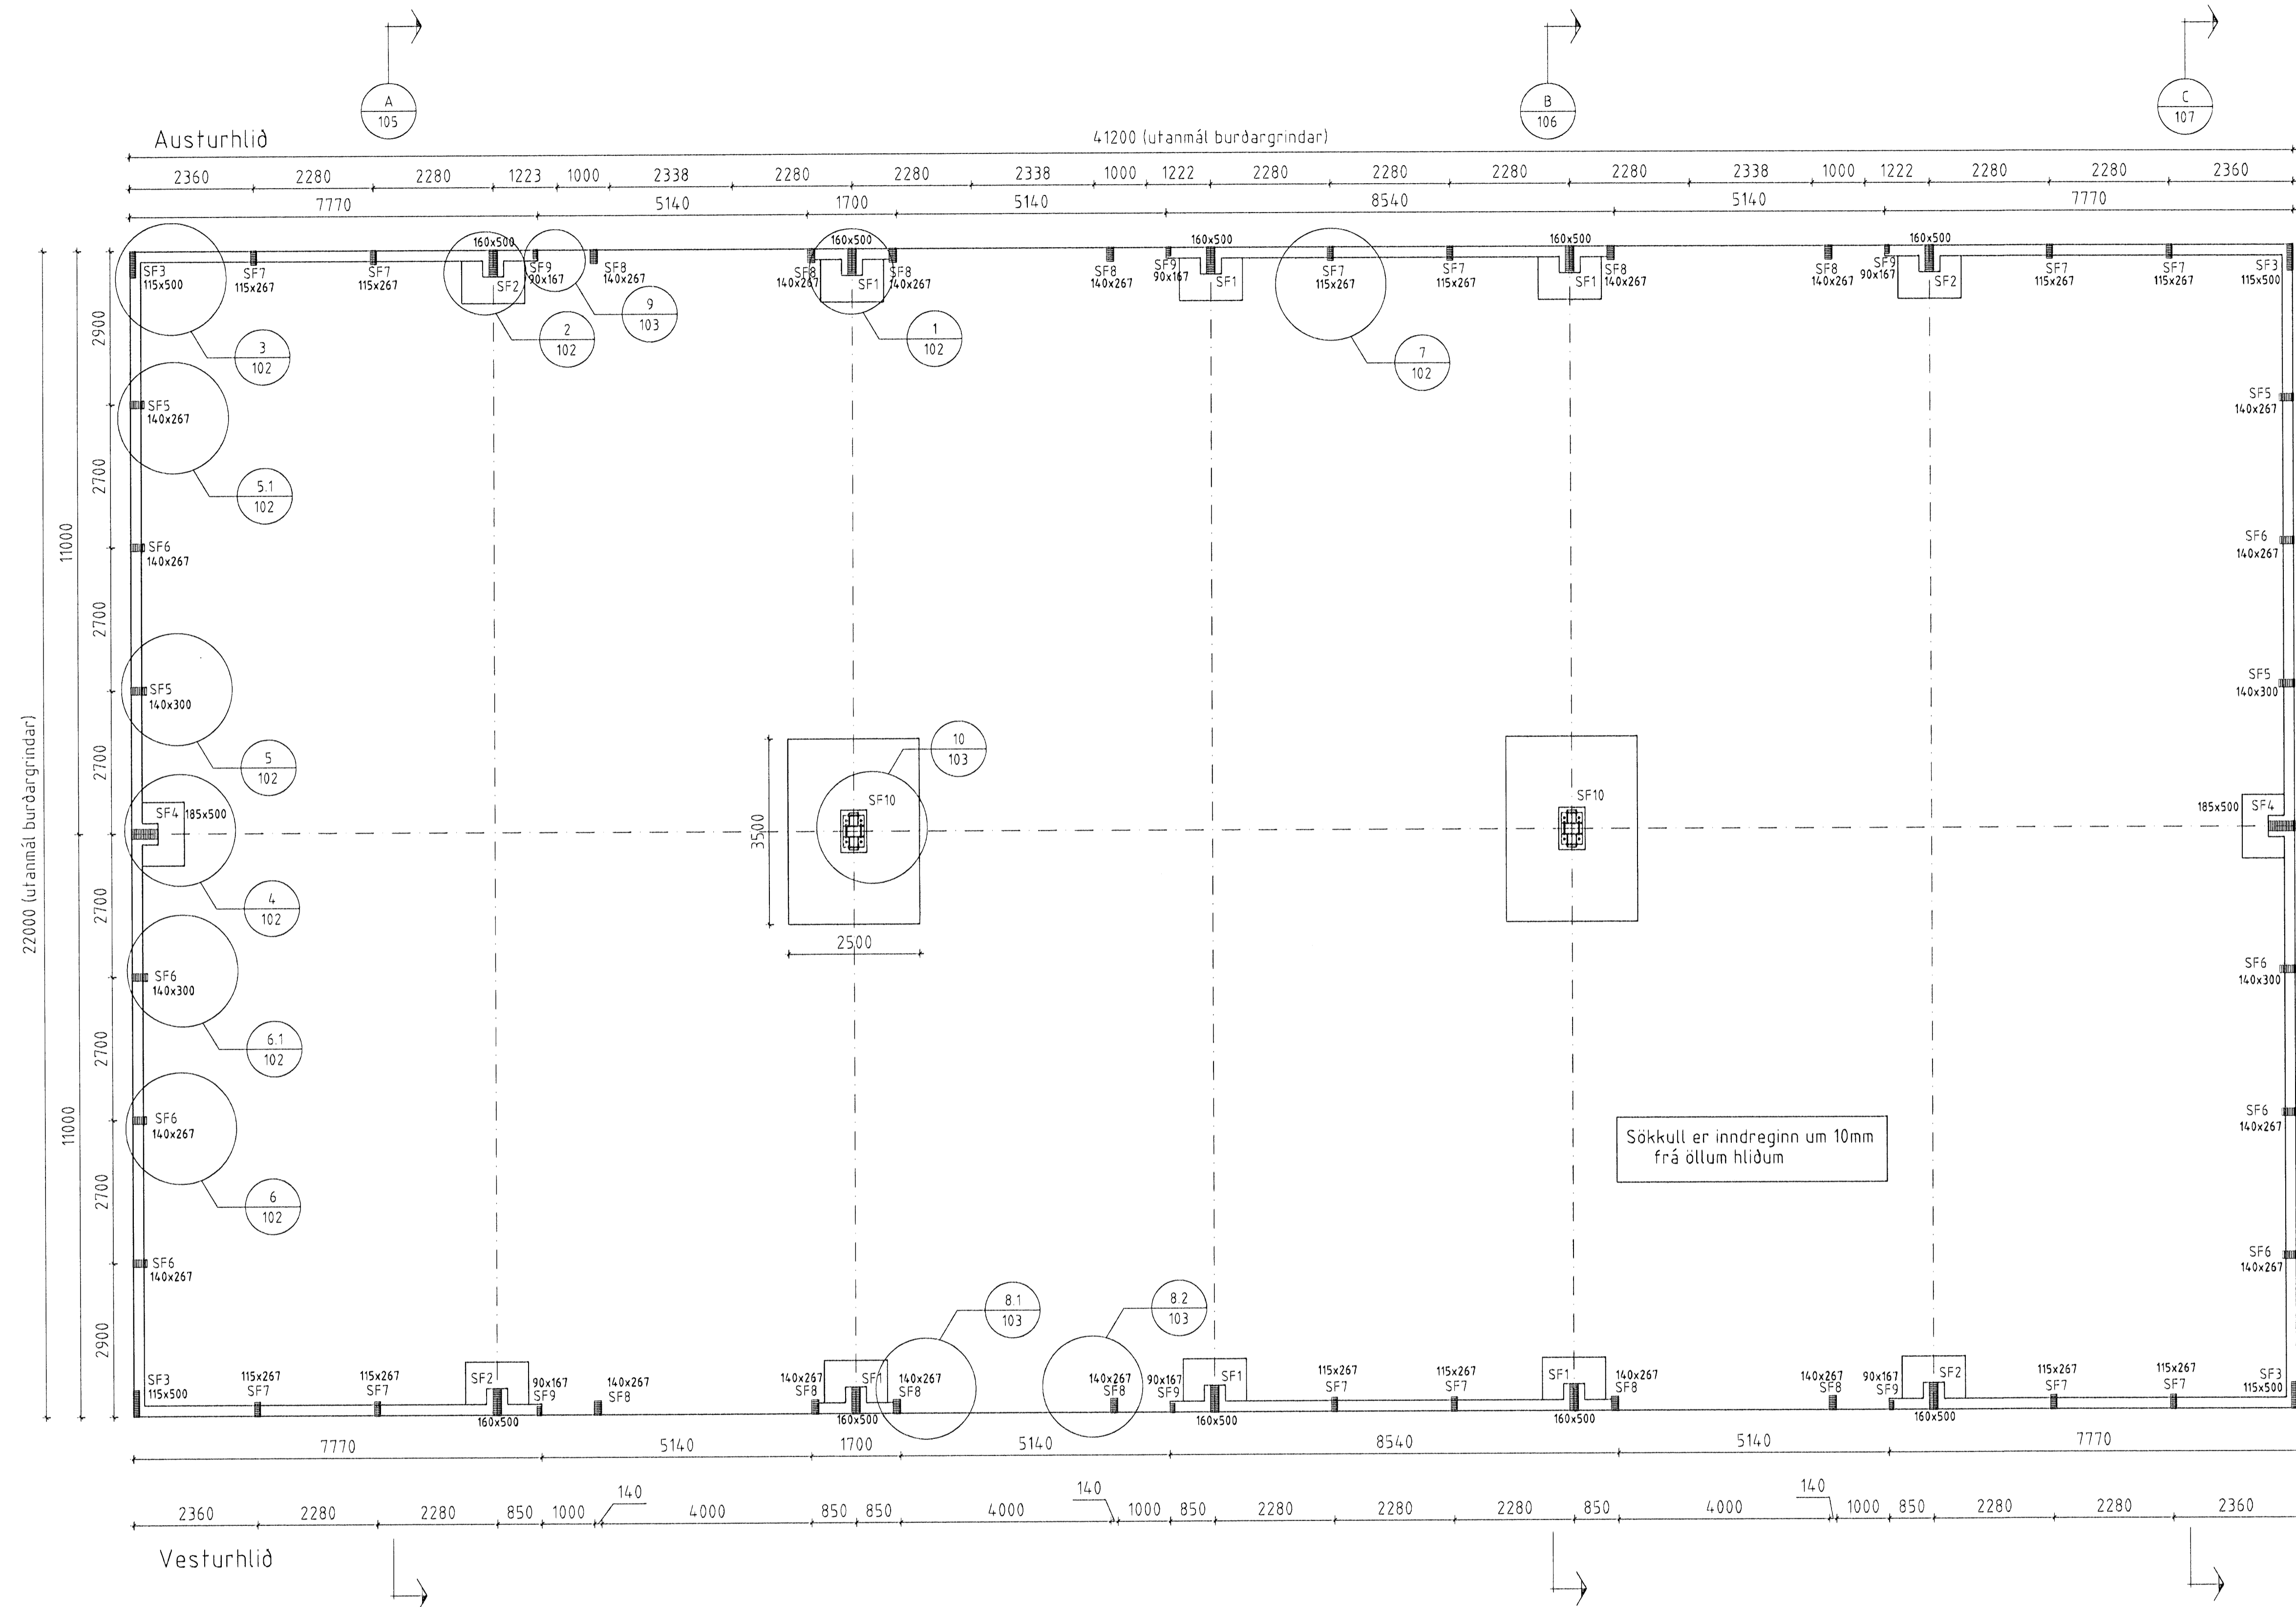 A
105
B
106
C
107
Austurhlið
41200 (utanmál burðargrindar)
2360 2280 2280 1223 1000 2338 2280 2280 2338 1000 1222 2280 2280 2280 2280 2338 1000 1222 2280 2280 2360
7770 5140 1700 5140 8540 5140 7770
160x500 160x500 160x500 160x500 160x500
SF3 SF7 SF7 SF2 SF9 SF8 SF8 SF1 SF8 SF8 SF9 SF1 SF7 SF7 SF1 SF8 SF8 SF9 SF2 SF7 SF7 SF3
115x500 115x267 115x267 90x167 140x267 140x267 140x267 140x267 90x167 115x267 115x267 140x267 140x267 90x167 115x267 115x267 115x500
9
103
2
102
1
102
7
102
3
102
2900
SF5
140x267
SF5
140x267
5.1
102
2700
11000
SF6
140x267
SF6
140x267
2700
SF5
140x300
SF5
140x300
5
102
2700
10
103
SF10
SF10
3500
2500
22000 (utanmál burðargrindar)
SF4 185x500
185x500 SF4
4
102
2700
SF6
140x300
SF6
140x300
6.1
102
2700
11000
SF6
140x267
SF6
140x267
Sökkull er inndreginn um 10mm
frá öllum hliðum
6
102
2700
SF6
140x267
SF6
140x267
2900
8.1
103
8.2
103
SF3 115x267 115x267 SF2 90x167 140x267 140x267 SF1 140x267 140x267 90x167 SF1 115x267 115x267 SF1 140x267 140x267 90x167 SF2 115x267 115x267 SF3
115x500 SF7 SF7 SF9 SF8 SF8 SF8 SF8 SF9 SF7 SF7 SF8 SF8 SF9 SF7 SF7 115x500
160x500 160x500 160x500 160x500 160x500
7770 5140 1700 5140 8540 5140 7770
140 140 140
2360 2280 2280 850 1000 4000 850 850 4000 1000 850 2280 2280 2280 850 4000 1000 850 2280 2280 2360
Vesturhlið